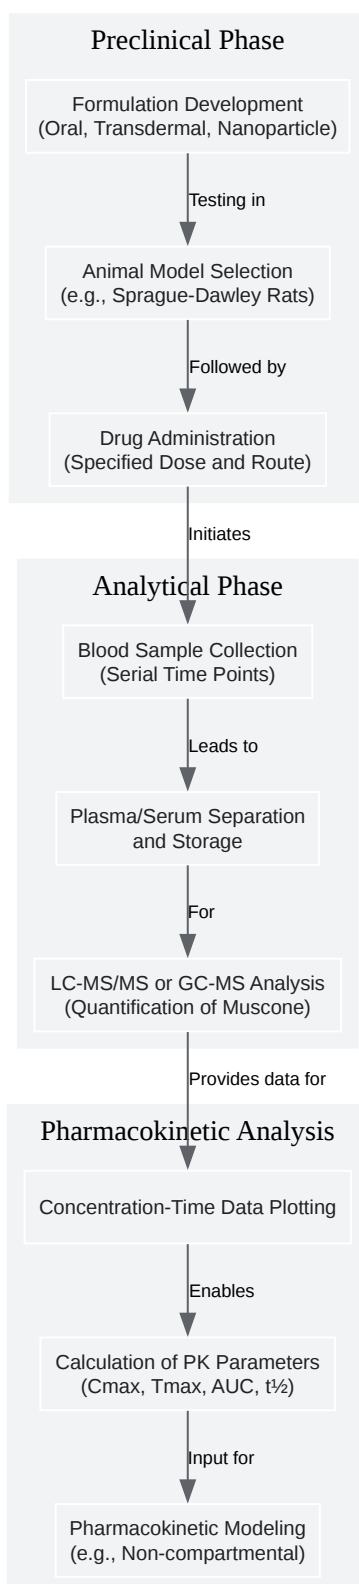 Preclinical Phase
Formulation Development
(Oral, Transdermal, Nanoparticle)
Testing in
Animal Model Selection
(e.g., Sprague-Dawley Rats)
Followed by
Drug Administration
(Specified Dose and Route)
Initiates
Analytical Phase
Blood Sample Collection
(Serial Time Points)
Leads to
Plasma/Serum Separation
and Storage
For
LC-MS/MS or GC-MS Analysis
(Quantification of Muscone)
Provides data for
Pharmacokinetic Analysis
Concentration-Time Data Plotting
Enables
Calculation of PK Parameters
(Cmax, Tmax, AUC, t½)
Input for
Pharmacokinetic Modeling
(e.g., Non-compartmental)